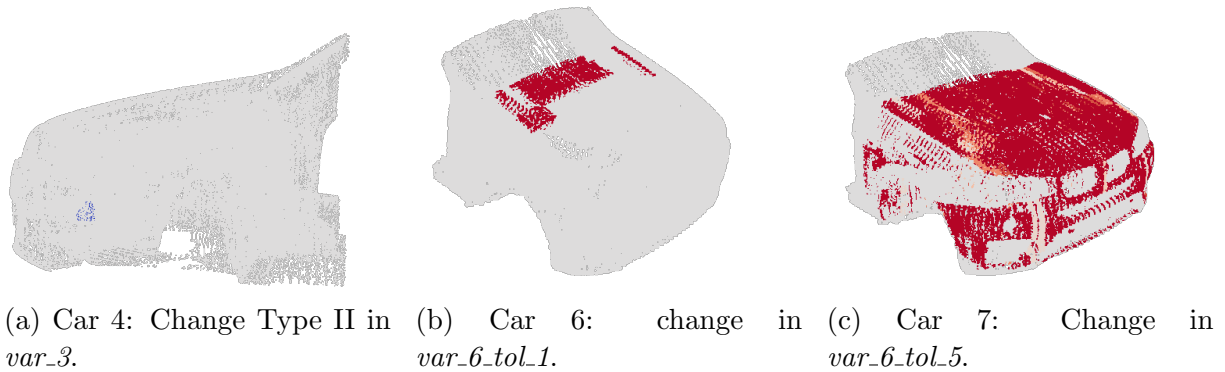 (a) Car 4: Change Type II in
var_3.
(b) Car 6: change in
var_6_tol_1.
(c) Car 7: Change in
var_6_tol_5.